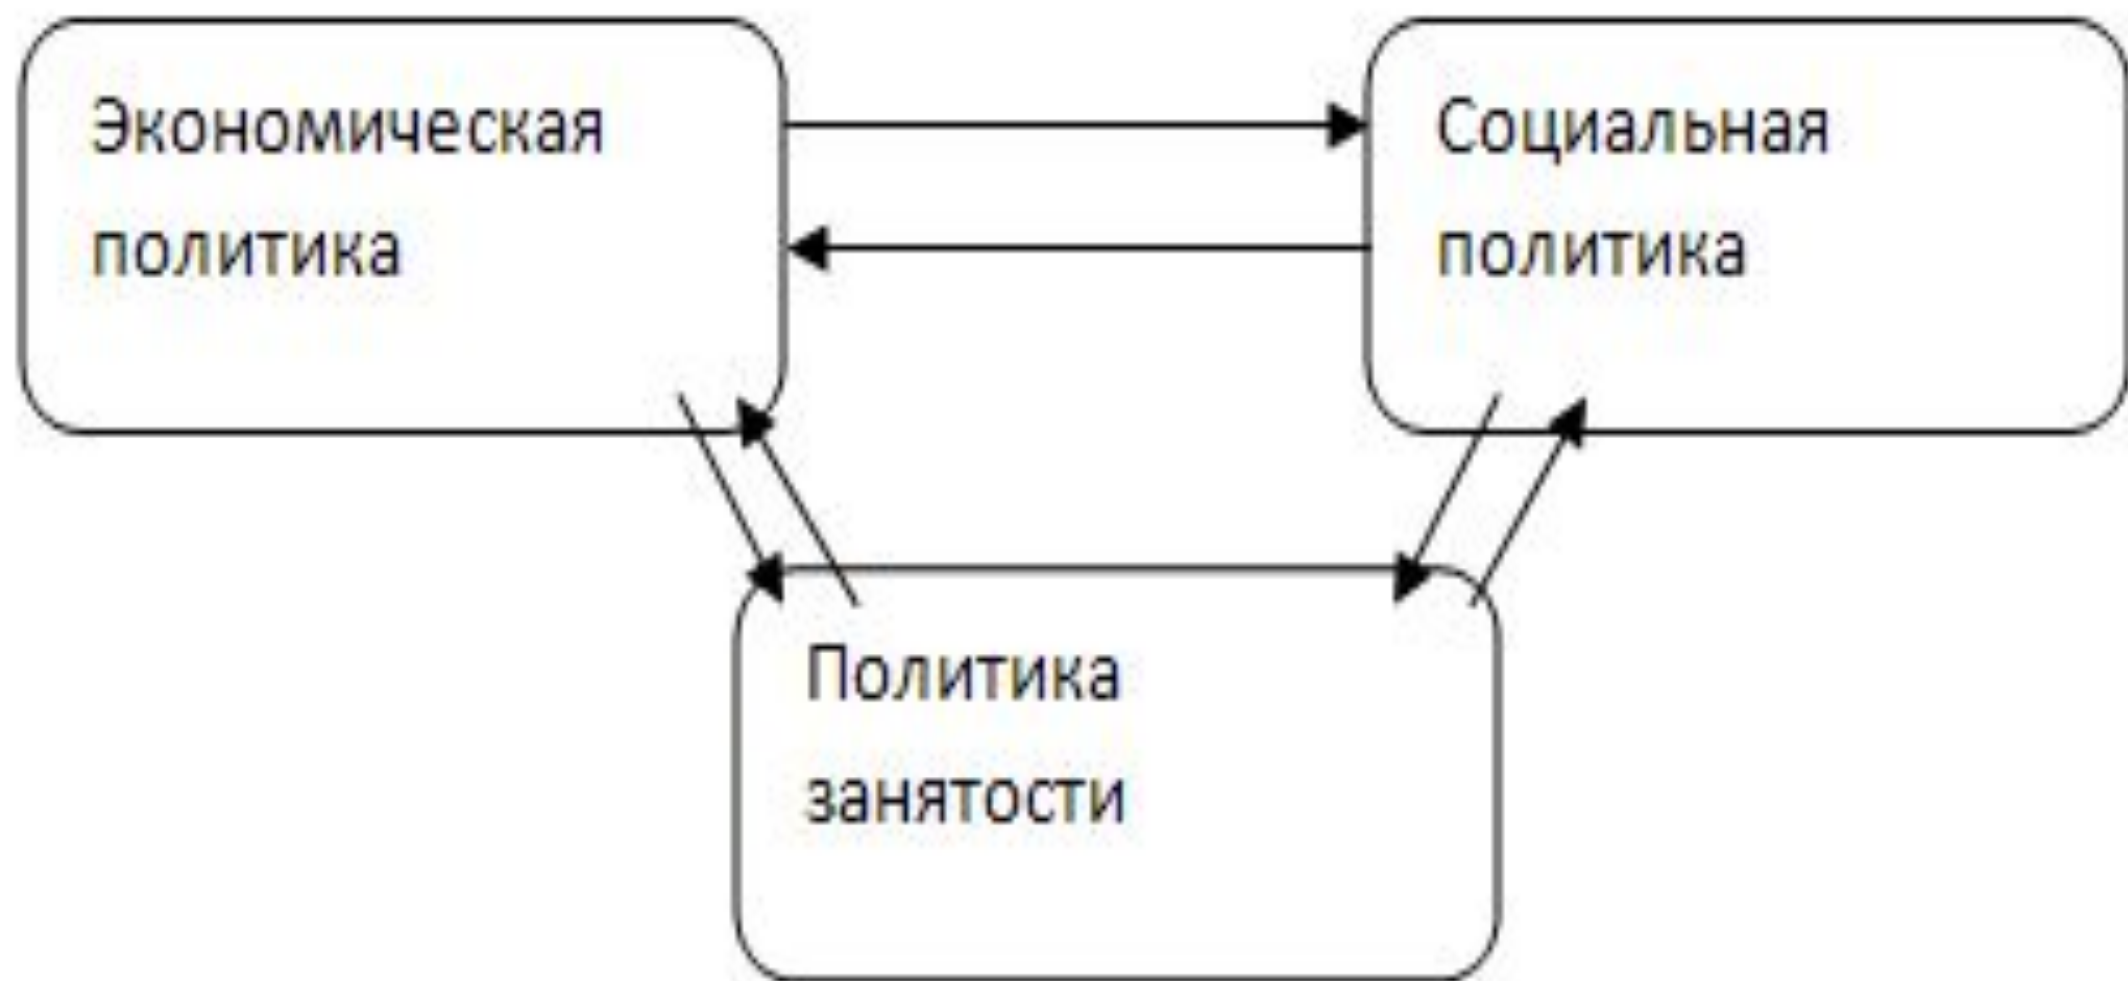 Экономическая
политика
Социальная
политика
Политика
занятости